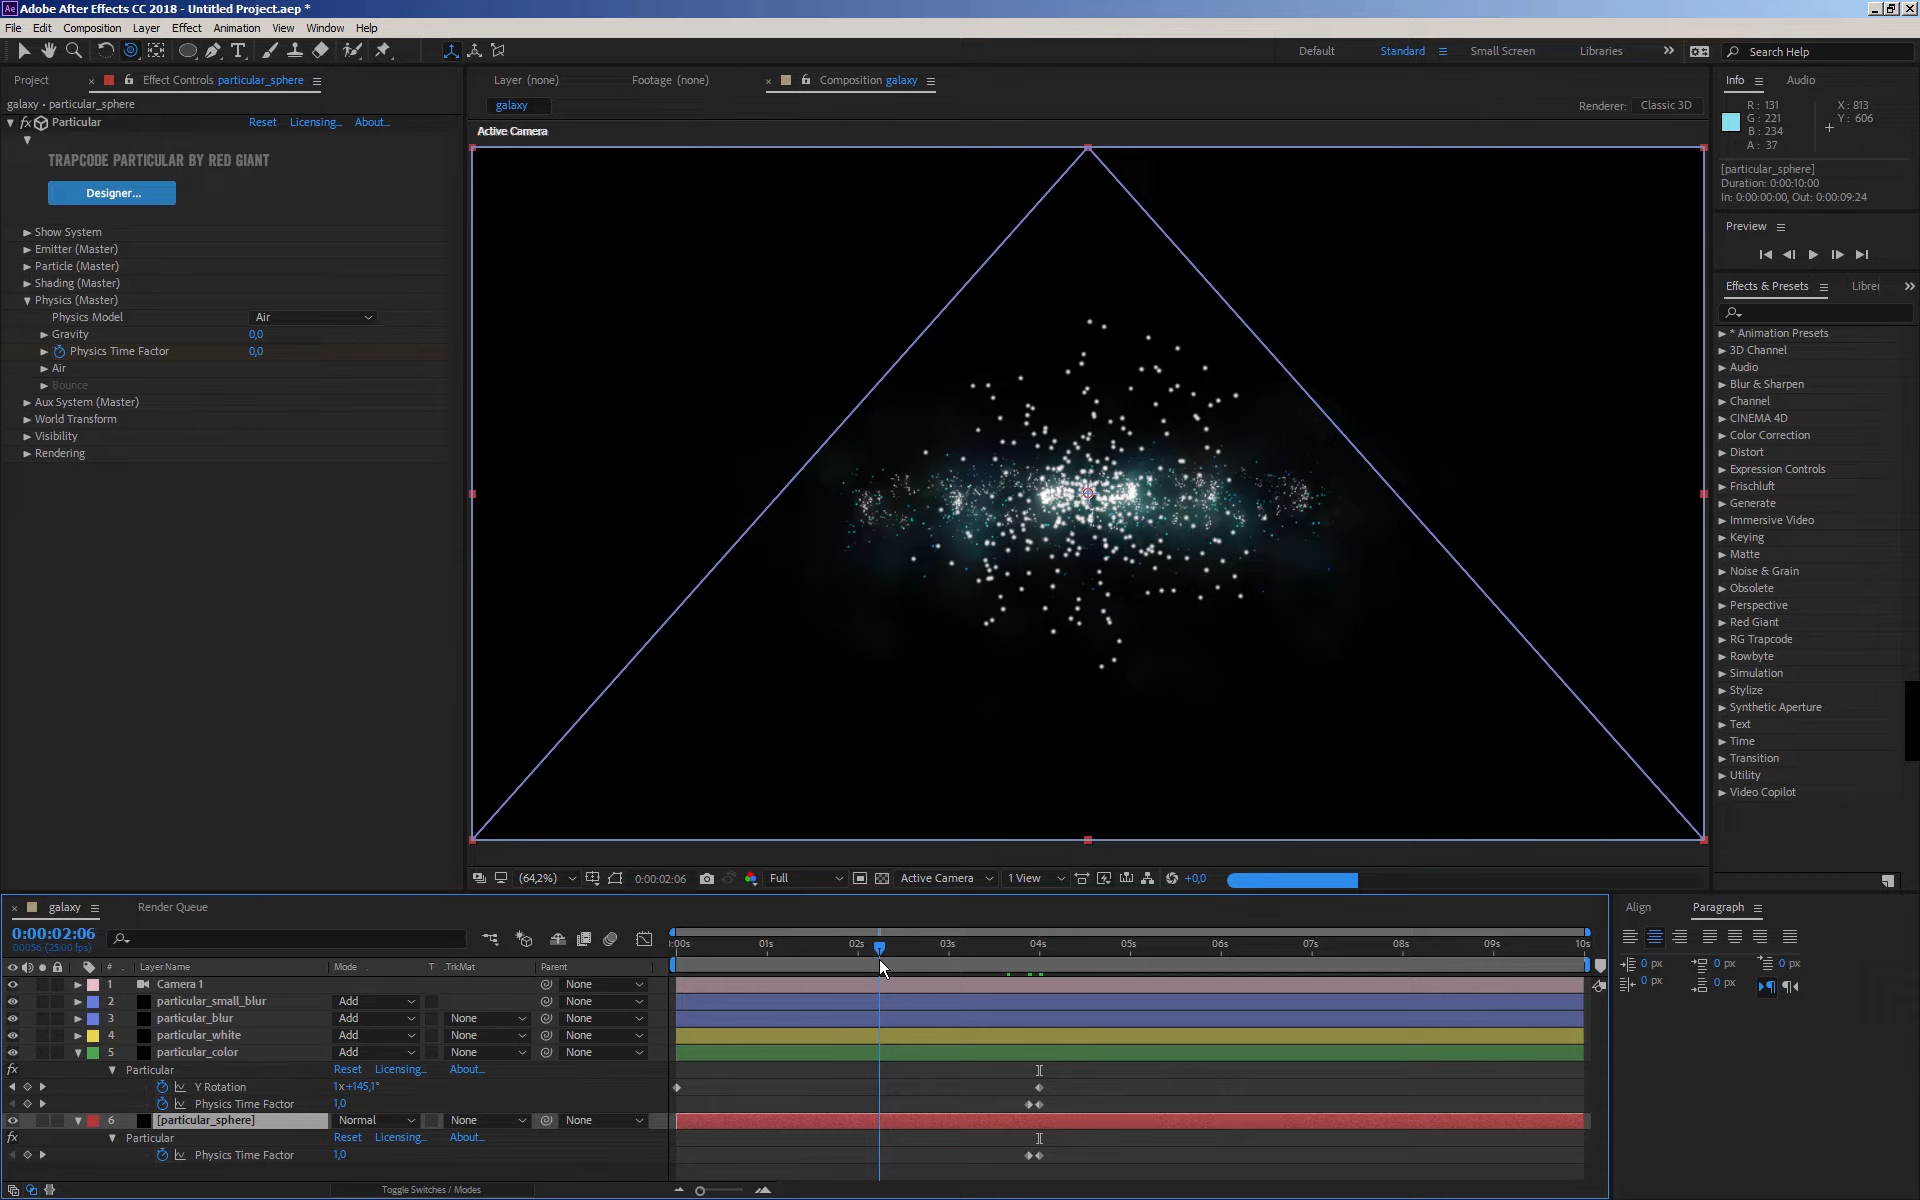 Adobe After Effects CC 2018 - Untitled Project.aep *
File Edit Composition Layer Effect Animation View Window Help
Default Standard Small Screen Libraries Search Help
Project Effect Controls particular_sphere
galaxy • particular_sphere
fx Particular Reset Licensing... About...
TRAPCODE PARTICULAR BY RED GIANT
Designer...
Show System
Emitter (Master)
Particle (Master)
Shading (Master)
Physics (Master)
Physics Model Air
Gravity 0,0
Physics Time Factor 0,0
Air
Bounce
Aux System (Master)
World Transform
Visibility
Rendering
Layer (none) Footage (none) Composition galaxy
galaxy Renderer: Classic 3D
Active Camera
(64,2%) 0:00:02:06 Full Active Camera 1 View +0,0
Info Audio
R: 131 X: 813
G: 221 Y: 606
B: 234
A: 37
[particular_sphere]
Duration: 0:00:10:00
In: 0:00:00:00, Out: 0:00:09:24
Preview
Effects & Presets Librei
* Animation Presets
3D Channel
Audio
Blur & Sharpen
Channel
CINEMA 4D
Color Correction
Distort
Expression Controls
Frischluft
Generate
Immersive Video
Keying
Matte
Noise & Grain
Obsolete
Perspective
Red Giant
RG Trapcode
Rowbyte
Simulation
Stylize
Synthetic Aperture
Text
Time
Transition
Utility
Video Copilot
galaxy Render Queue
0:00:02:06
00056 (25.00 fps)
:00s 01s 02s 03s 04s 05s 06s 07s 08s 09s 10s
# Layer Name Mode T .TrkMat Parent
1 Camera 1 None
2 particular_small_blur Add None
3 particular_blur Add None None
4 particular_white Add None None
5 particular_color Add None None
fx Particular Reset Licensing... About...
Y Rotation 1x+145,1°
Physics Time Factor 1,0
6 [particular_sphere] Normal None None
fx Particular Reset Licensing... About...
Physics Time Factor 1,0
Toggle Switches / Modes
Align Paragraph
0 px 0 px 0 px
0 px 0 px